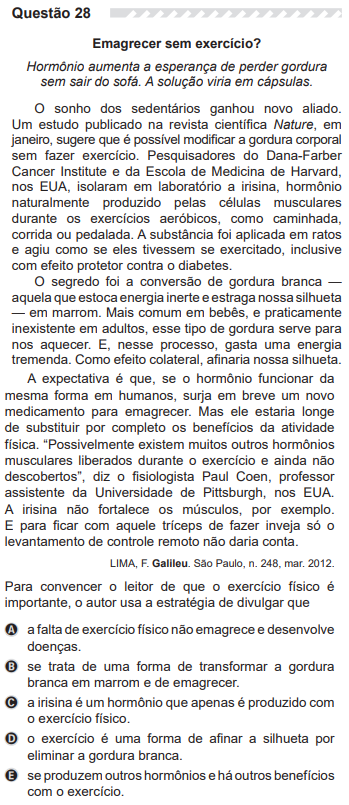 Questão 28
Emagrecer sem exercício?
Hormônio aumenta a esperança de perder gordura
sem sair do sofá. A solução viria em cápsulas.
O sonho dos sedentários ganhou novo aliado.
Um estudo publicado na revista científica Nature, em
janeiro, sugere que é possível modificar a gordura corporal
sem fazer exercício. Pesquisadores do Dana-Farber
Cancer Institute e da Escola de Medicina de Harvard,
nos EUA, isolaram em laboratório a irisina, hormônio
naturalmente produzido pelas células musculares
durante os exercícios aeróbicos, como caminhada,
corrida ou pedalada. A substância foi aplicada em ratos
e agiu como se eles tivessem se exercitado, inclusive
com efeito protetor contra o diabetes.
O segredo foi a conversão de gordura branca —
aquela que estoca energia inerte e estraga nossa silhueta
— em marrom. Mais comum em bebês, e praticamente
inexistente em adultos, esse tipo de gordura serve para
nos aquecer. E, nesse processo, gasta uma energia
tremenda. Como efeito colateral, afinaria nossa silhueta.
A expectativa é que, se o hormônio funcionar da
mesma forma em humanos, surja em breve um novo
medicamento para emagrecer. Mas ele estaria longe
de substituir por completo os benefícios da atividade
física. “Possivelmente existem muitos outros hormônios
musculares liberados durante o exercício e ainda não
descobertos”, diz o fisiologista Paul Coen, professor
assistente da Universidade de Pittsburgh, nos EUA.
A irisina não fortalece os músculos, por exemplo.
E para ficar com aquele tríceps de fazer inveja só o
levantamento de controle remoto não daria conta.
LIMA, F. Galileu. São Paulo, n. 248, mar. 2012.
Para convencer o leitor de que o exercício físico é
importante, o autor usa a estratégia de divulgar que
A a falta de exercício físico não emagrece e desenvolve
doenças.
B se trata de uma forma de transformar a gordura
branca em marrom e de emagrecer.
C a irisina é um hormônio que apenas é produzido com
o exercício físico.
D o exercício é uma forma de afinar a silhueta por
eliminar a gordura branca.
E se produzem outros hormônios e há outros benefícios
com o exercício.